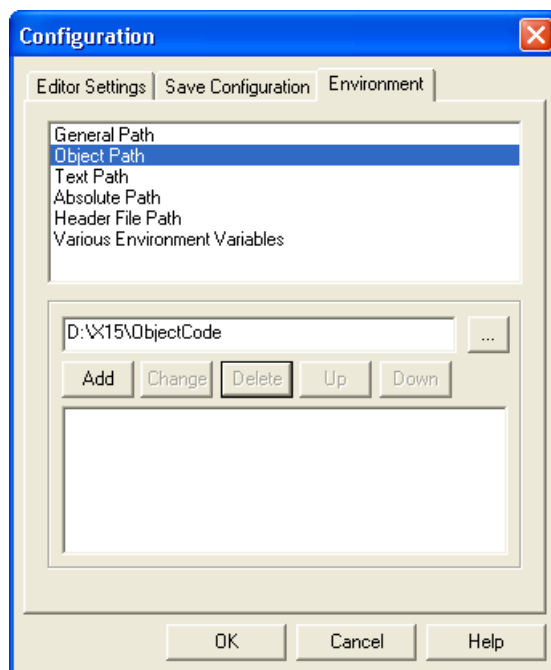 Configuration
Editor Settings Save Configuration Environment
General Path
Object Path
Text Path
Absolute Path
Header File Path
Various Environment Variables
D:\X15\ObjectCode ...
Add Change Delete Up Down
OK Cancel Help